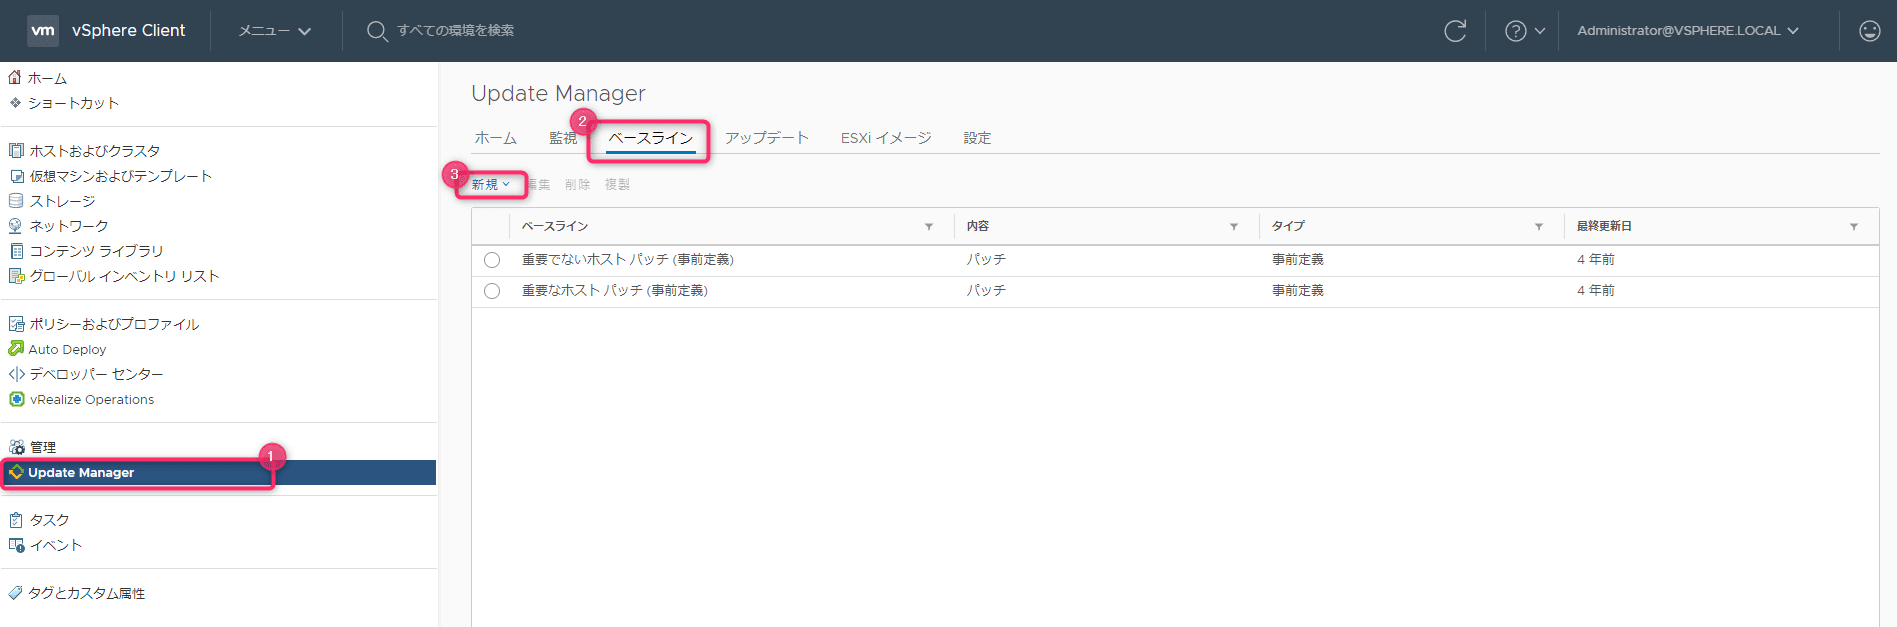 vm vSphere Client メニュー すべての環境を検索 Administrator@VSPHERE.LOCAL
ホーム
ショートカット
ホストおよびクラスタ
仮想マシンおよびテンプレート
ストレージ
ネットワーク
コンテンツ ライブラリ
グローバル インベントリ リスト
ポリシーおよびプロファイル
Auto Deploy
デベロッパー センター
vRealize Operations
管理
1
Update Manager
タスク
イベント
タグとカスタム属性
Update Manager
2
ホーム 監視 ベースライン アップデート ESXi イメージ 設定
3
新規 編集 削除 複製
ベースライン 内容 タイプ 最終更新日
重要でないホスト パッチ (事前定義) パッチ 事前定義 4 年前
重要なホスト パッチ (事前定義) パッチ 事前定義 4 年前